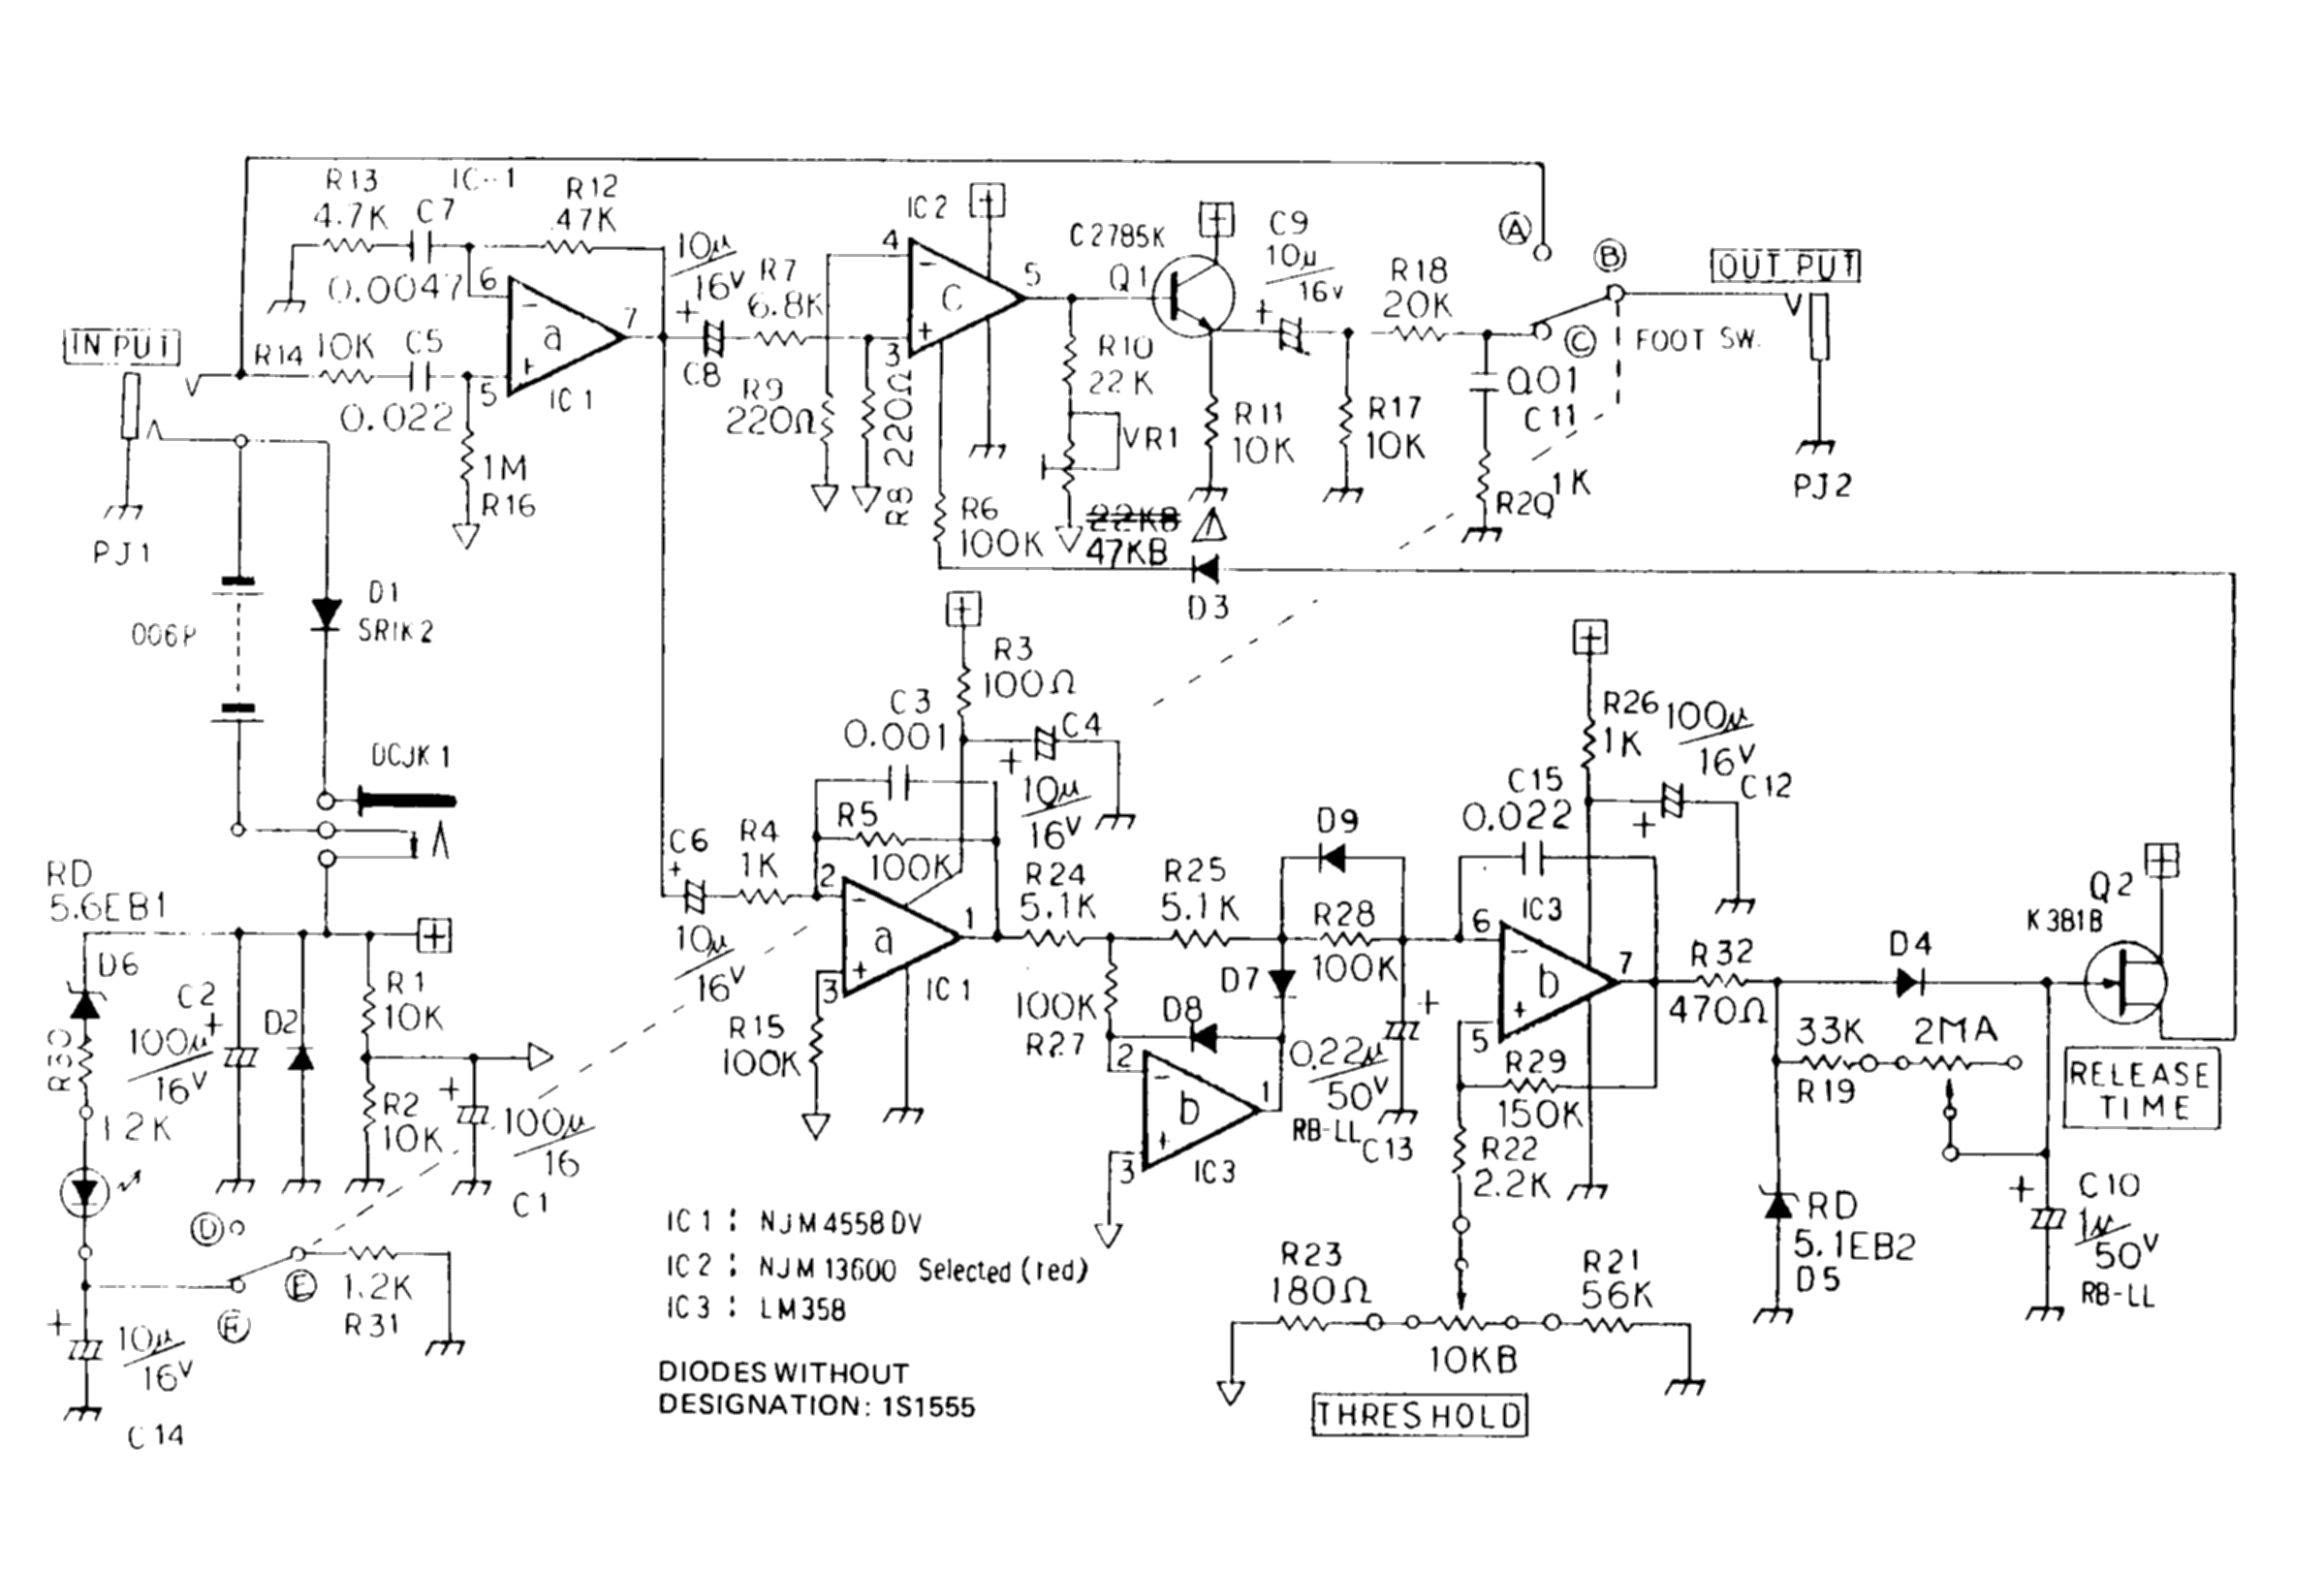 R13
4.7K
C7
0.0047
IC-1
R12
47K
6
5
7
a
IC1
INPUT
R14
10K
C5
0.022
1M
R16
PJ1
10μ/16V
C8
R7
6.8K
R9
220Ω
R8 220Ω
IC2
4
3
5
C
R6
100K
C2785K
Q1
R10
22K
VR1
22KB
47KB
R11
10K
C9
10μ/16V
R17
10K
R18
20K
A
B
C
FOOT SW.
0.01
C11
1K
R20
OUTPUT
PJ2
D3
006P
D1
SR1K2
DCJK1
R3
100Ω
C3
0.001
C4
10μ/16V
R5
100K
C6
10μ/16V
R4
1K
2
3
1
a
IC1
R15
100K
R24
5.1K
R25
5.1K
100K
R27
D9
R28
100K
D7
D8
2
3
1
b
IC3
0.22μ/50V
RB-LL
C13
R26
1K
100μ/16V
C12
C15
0.022
IC3
6
5
7
b
R29
150K
R22
2.2K
R32
470Ω
D4
Q2
K381B
33K
R19
2MA
RELEASE
TIME
RD
5.1EB2
D5
C10
1μ/50V
RB-LL
R23
180Ω
10KB
R21
56K
THRESHOLD
RD
5.6EB1
D6
R30
1.2K
C2
100μ/16V
D2
R1
10K
R2
10K
100μ/16
C1
D
E
F
1.2K
R31
10μ/16V
C14
IC1 : NJM4558DV
IC2 : NJM13600 Selected (red)
IC3 : LM358
DIODES WITHOUT
DESIGNATION: 1S1555